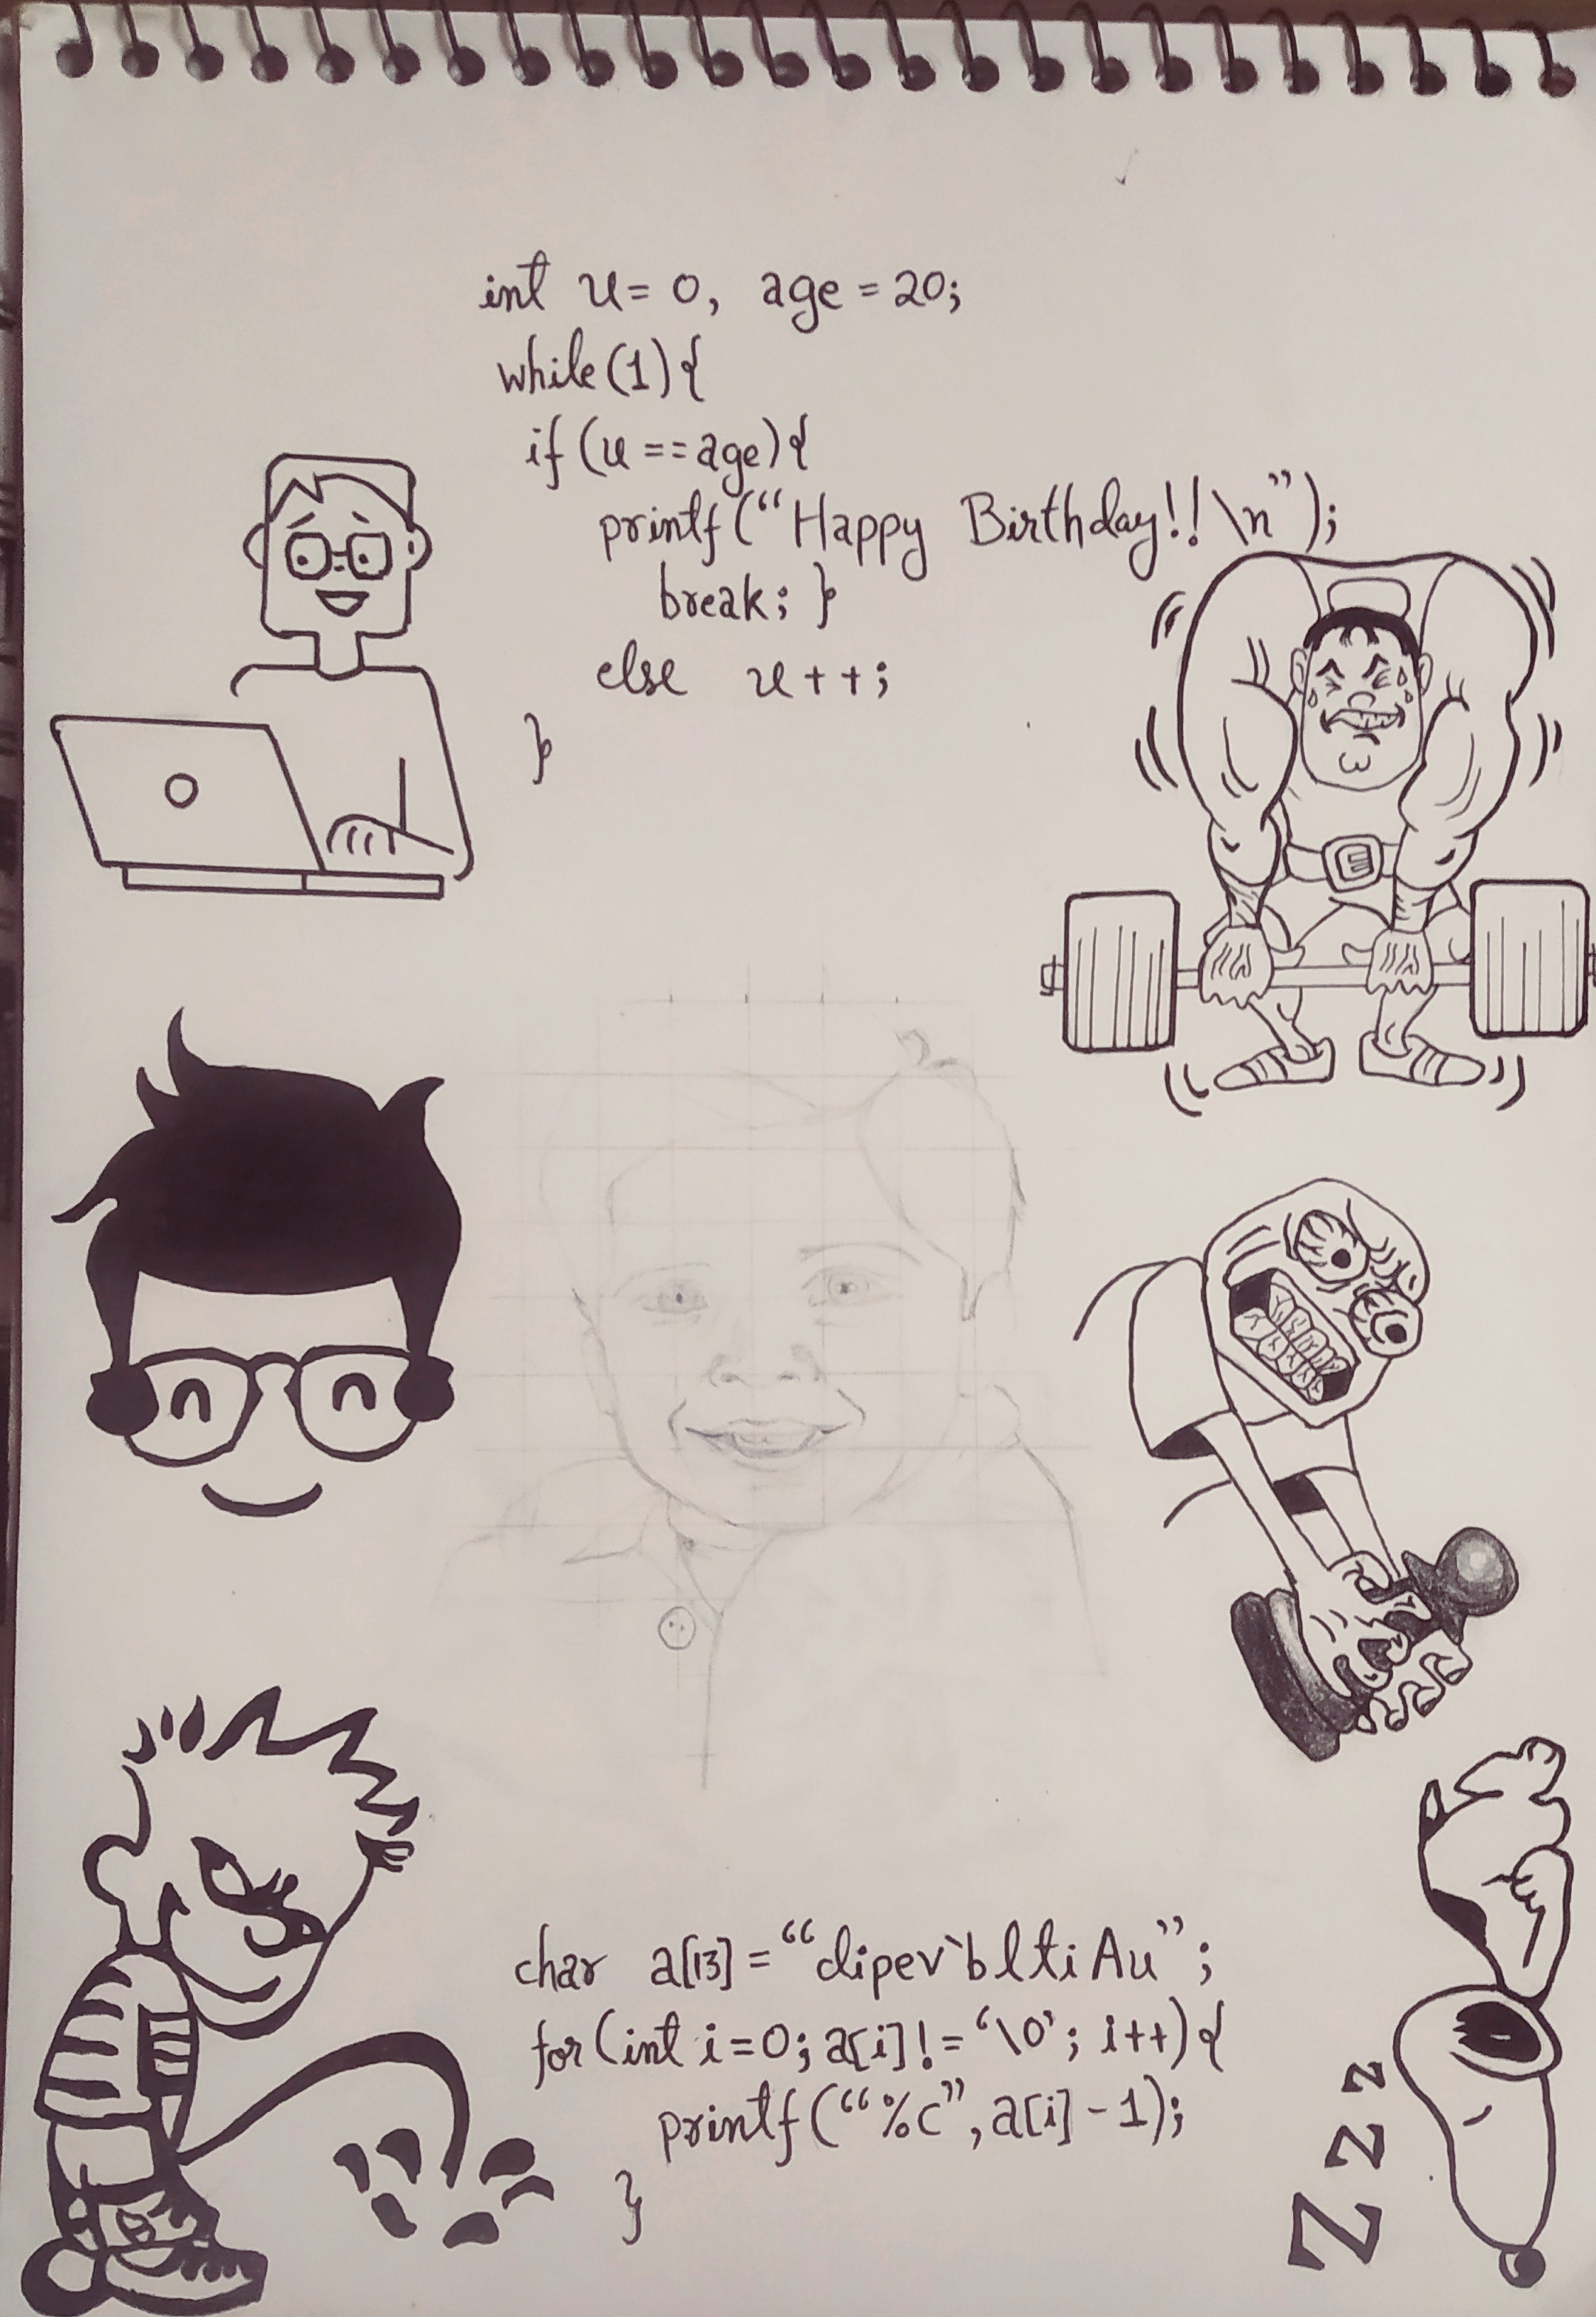 int u = 0, age = 20;
while(1){
if (u == age){
printf("Happy Birthday!!\n");
break; }
else u++;
}
char a[13] = "dipev`bltiAu";
for(int i=0; a[i]!='\0'; i++){
printf("%c", a[i]-1);
}
z
z
Z